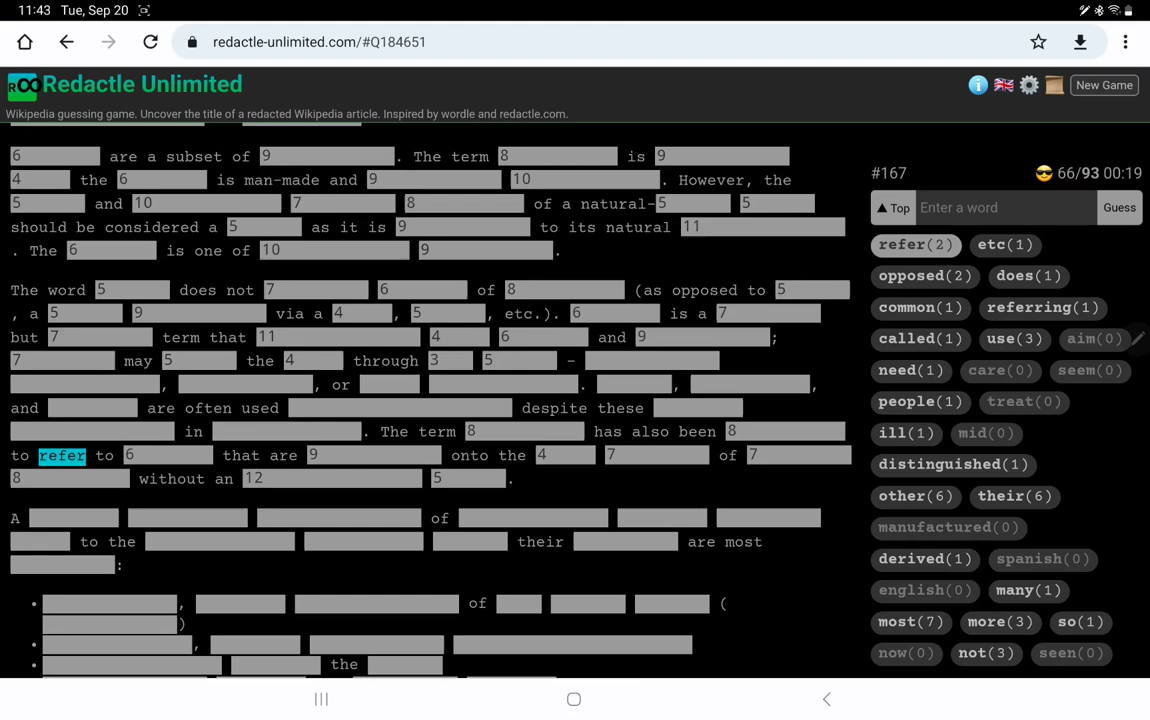 11:43 Tue, Sep 20
redactle-unlimited.com/#Q184651
ROO Redactle Unlimited
New Game
Wikipedia guessing game. Uncover the title of a redacted Wikipedia article. Inspired by wordle and redactle.com.
6 are a subset of 9 . The term 8 is 9
4 the 6 is man-made and 9 10 . However, the
5 and 10 7 8 of a natural-5 5
should be considered a 5 as it is 9 to its natural 11
. The 6 is one of 10 9 .
The word 5 does not 7 6 of 8 (as opposed to 5
, a 5 9 via a 4 , 5 , etc.). 6 is a 7
but 7 term that 11 4 6 and 9 ;
7 may 5 the 4 through 3 5 –
, , or . , ,
and are often used despite these
in . The term 8 has also been 8
to refer to 6 that are 9 onto the 4 7 of 7
8 without an 12 5 .
A of
to the their are most
:
• , of (
)
• ,
• the
#167
66/93 00:19
▲ Top
Enter a word
Guess
refer(2) etc(1)
opposed(2) does(1)
common(1) referring(1)
called(1) use(3) aim(0)
need(1) care(0) seem(0)
people(1) treat(0)
ill(1) mid(0)
distinguished(1)
other(6) their(6)
manufactured(0)
derived(1) spanish(0)
english(0) many(1)
most(7) more(3) so(1)
now(0) not(3) seen(0)